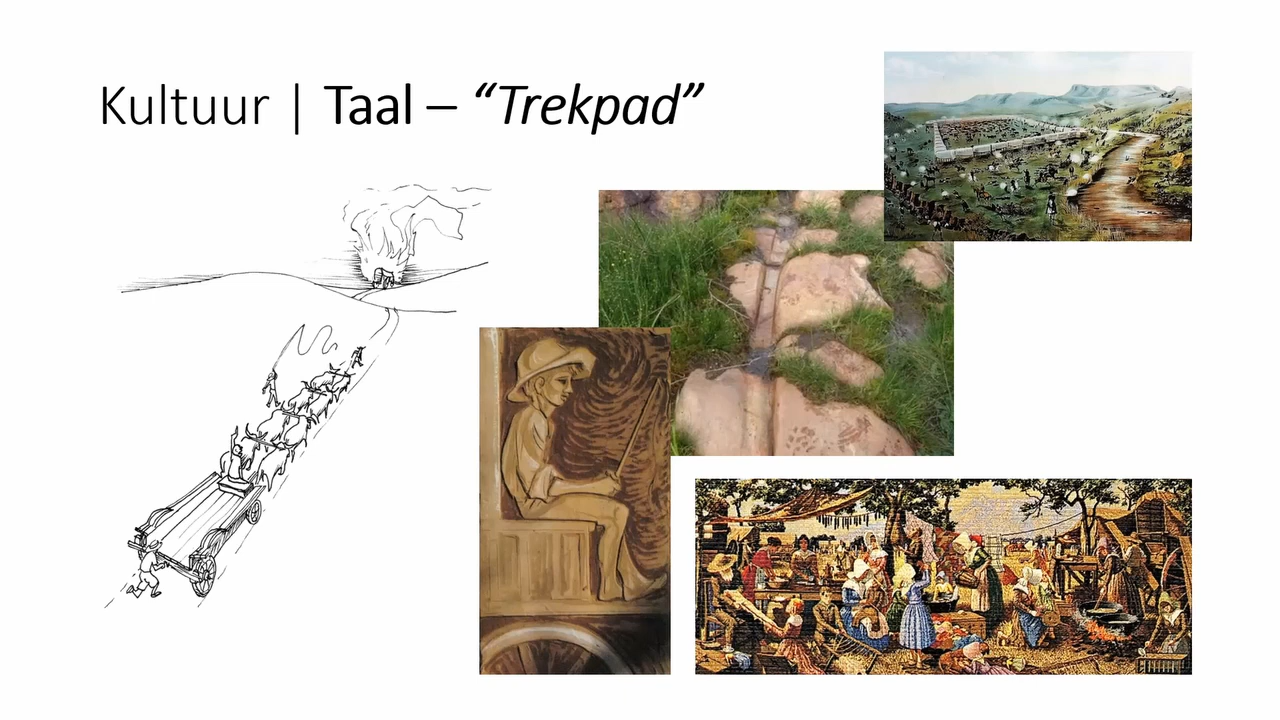 Kultuur | Taal – “Trekpad”